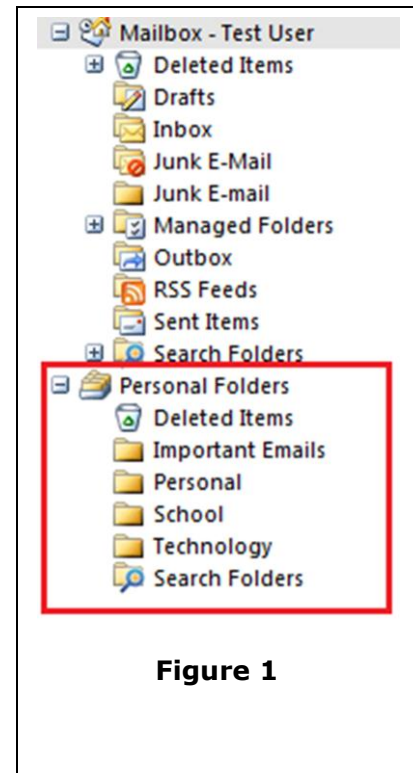 Mailbox - Test User
Deleted Items
Drafts
Inbox
Junk E-Mail
Junk E-mail
Managed Folders
Outbox
RSS Feeds
Sent Items
Search Folders
Personal Folders
Deleted Items
Important Emails
Personal
School
Technology
Search Folders
Figure 1